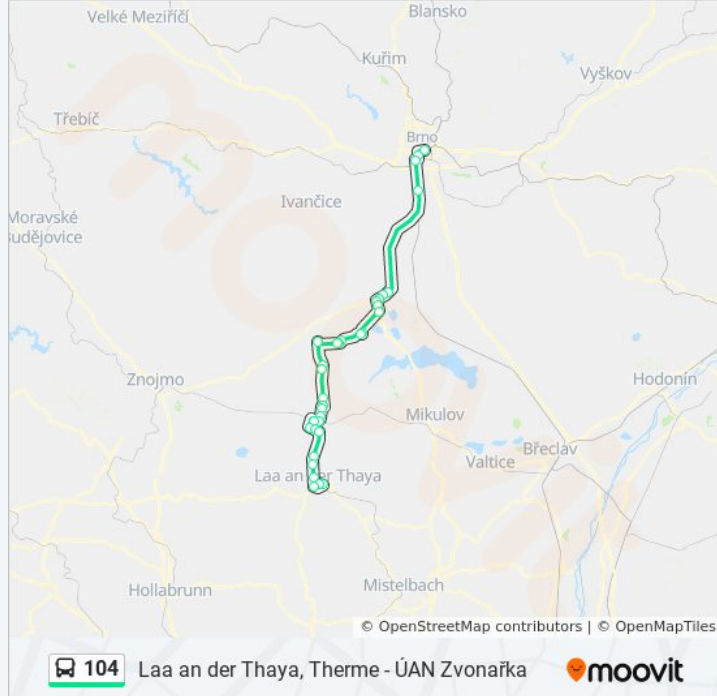 Velké Meziříčí
Blansko
Kuřim
Vyškov
Třebíč
Brno
Ivančice
Moravské
Budějovice
Znojmo
Hodonín
Mikulov
Břeclav
Valtice
Laa an der Thaya
Hollabrunn
Mistelbach
© OpenStreetMap contributors | © OpenMapTiles
104 Laa an der Thaya, Therme - ÚAN Zvonařka
moovit